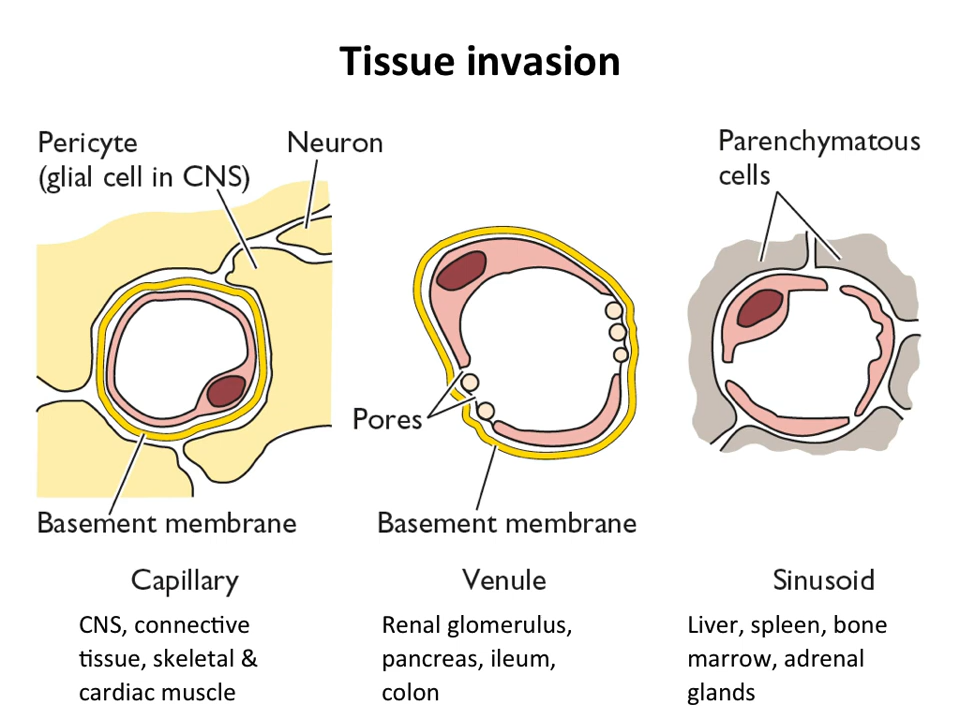 Tissue invasion
Pericyte
(glial cell in CNS)
Neuron
Parenchymatous
cells
Pores
Basement membrane
Basement membrane
Capillary
Venule
Sinusoid
CNS, connective
tissue, skeletal &
cardiac muscle
Renal glomerulus,
pancreas, ileum,
colon
Liver, spleen, bone
marrow, adrenal
glands